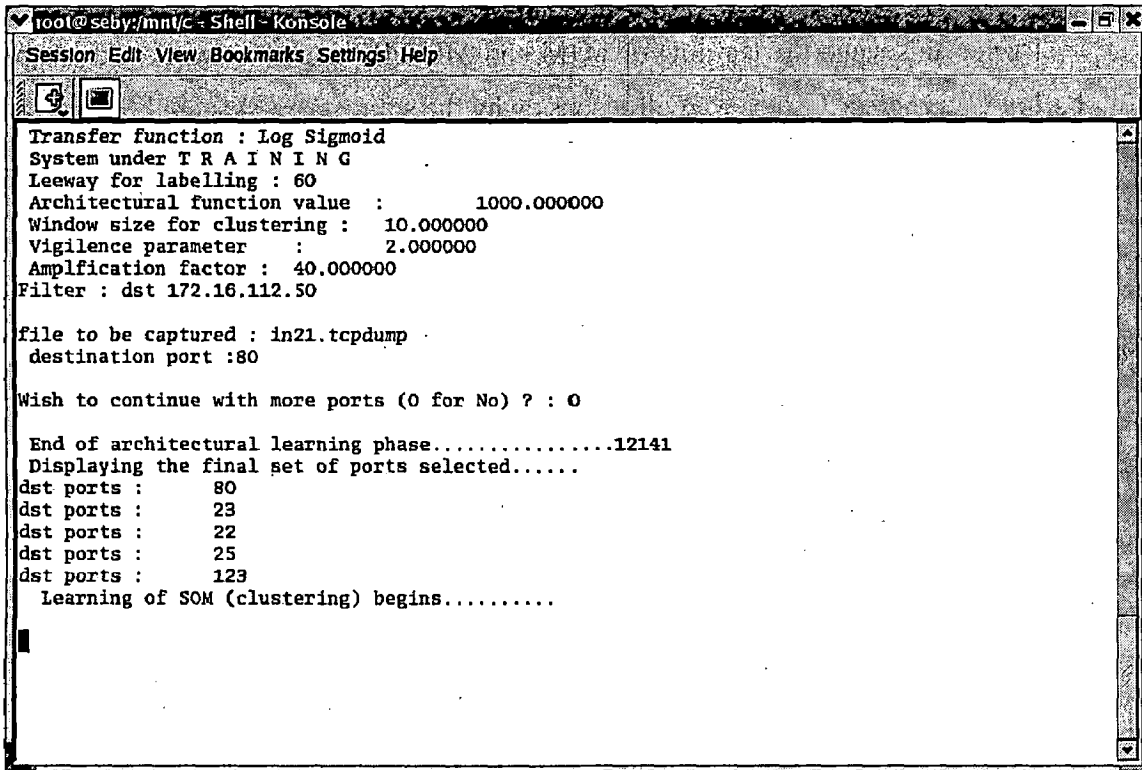 root@seby:/mnt/c - Shell - Konsole
Session Edit View Bookmarks Settings Help
Transfer function : Log Sigmoid
System under T R A I N I N G
Leeway for labelling : 60
Architectural function value : 1000.000000
Window size for clustering : 10.000000
Vigilence parameter : 2.000000
Amplfication factor : 40.000000
Filter : dst 172.16.112.50
file to be captured : in21.tcpdump
destination port :80
Wish to continue with more ports (0 for No) ? : 0
End of architectural learning phase................12141
Displaying the final set of ports selected......
dst ports : 80
dst ports : 23
dst ports : 22
dst ports : 25
dst ports : 123
Learning of SOM (clustering) begins..........